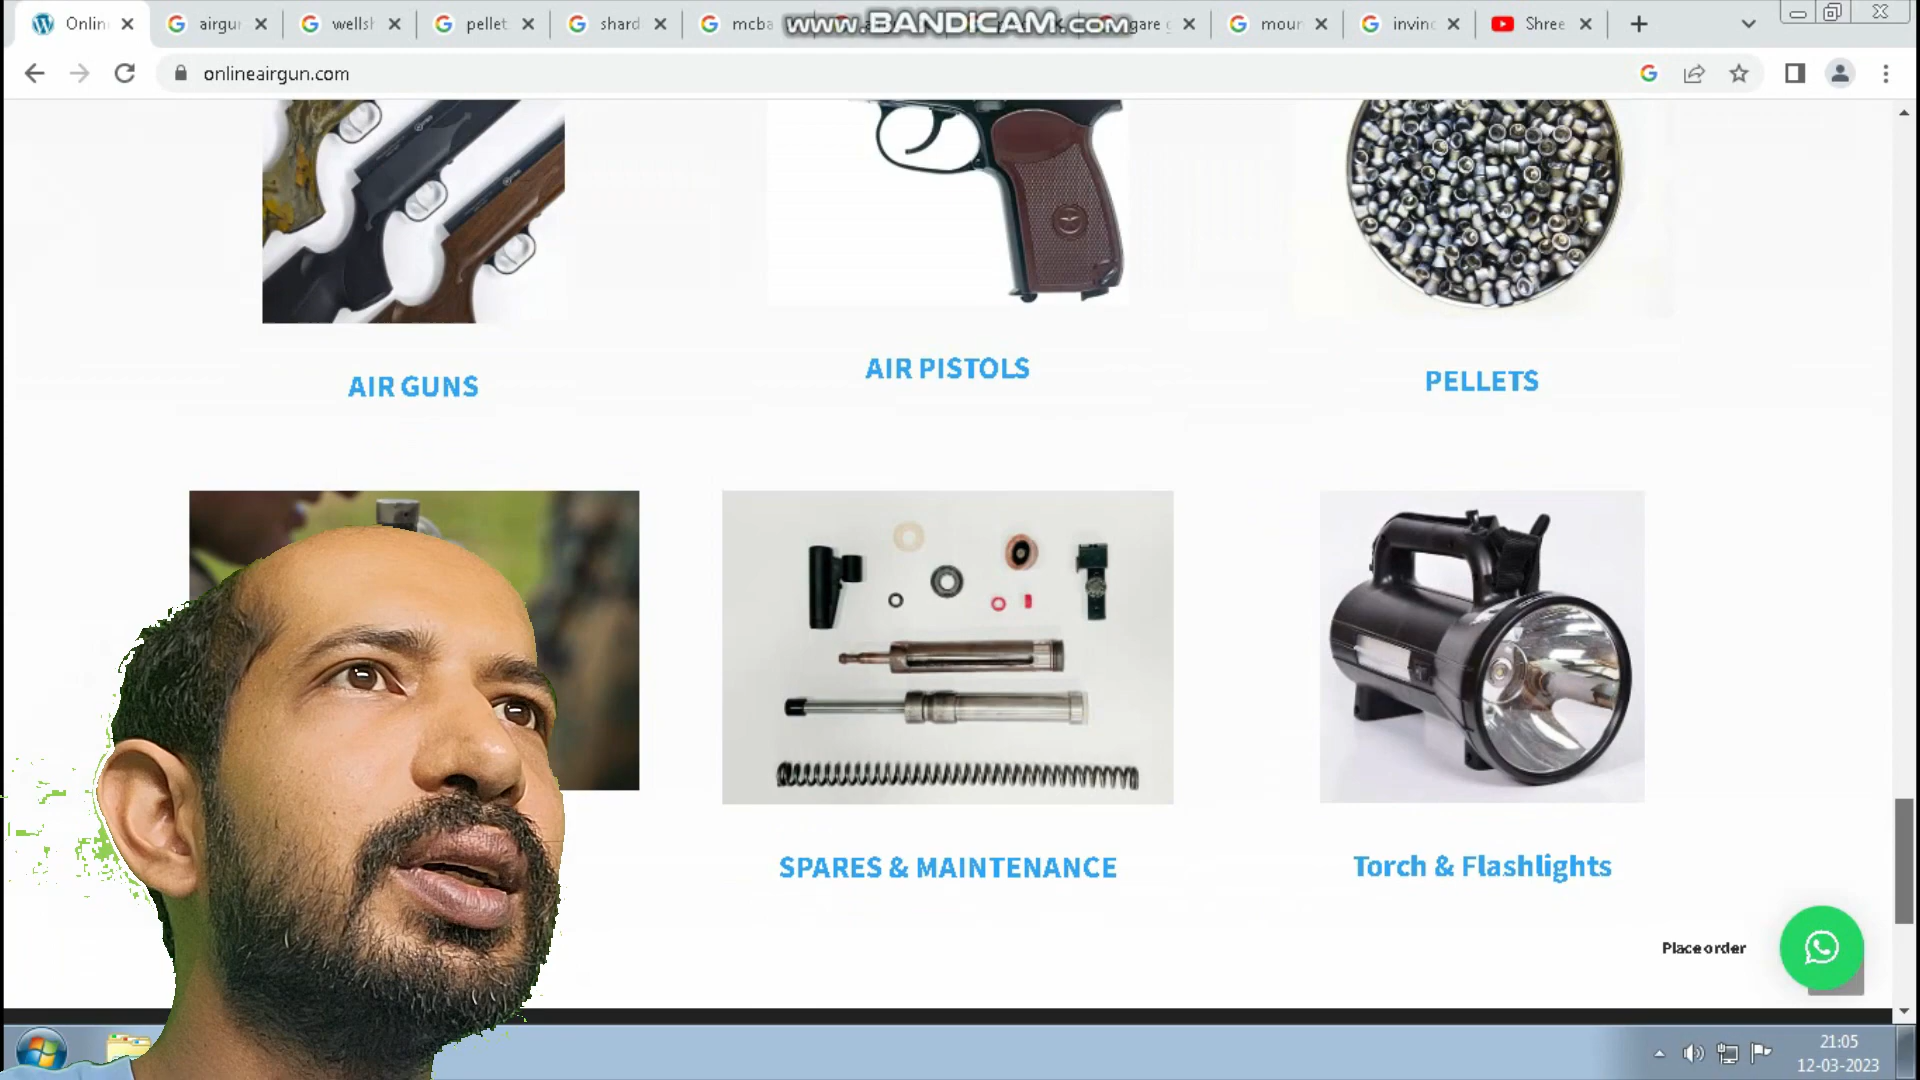 Onlin
airgu
wellsh
pellet
shard
mcba
www.BANDICAM.com
gare g
moun
invinc
Shree
onlineairgun.com
AIR GUNS
AIR PISTOLS
PELLETS
SPARES & MAINTENANCE
Torch & Flashlights
Place order
21:05
12-03-2023